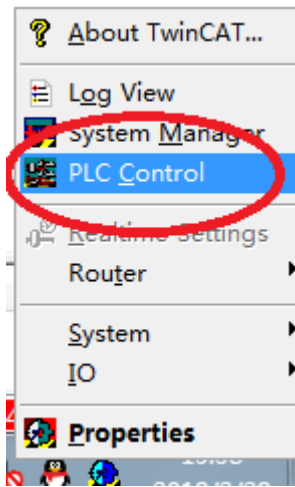 About TwinCAT...
Log View
System Manager
PLC Control
Realtime Settings
Router
System
IO
Properties